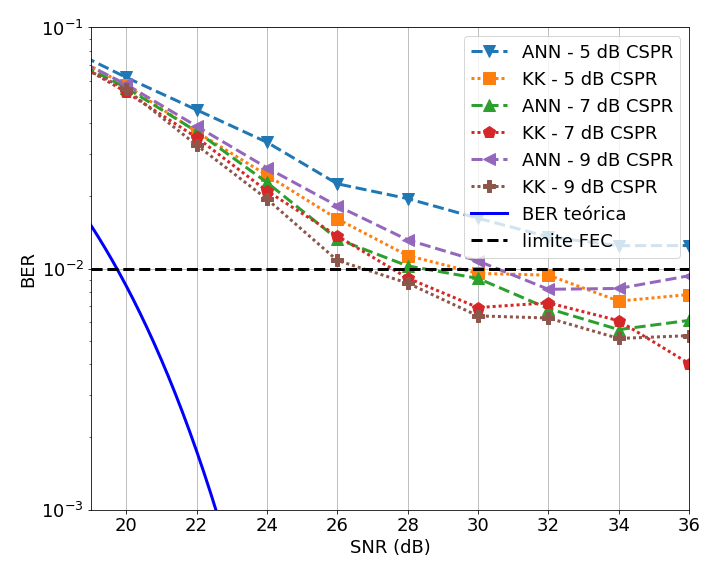 10⁻¹
10⁻²
10⁻³
BER
ANN - 5 dB CSPR
KK - 5 dB CSPR
ANN - 7 dB CSPR
KK - 7 dB CSPR
ANN - 9 dB CSPR
KK - 9 dB CSPR
BER teórica
limite FEC
20 22 24 26 28 30 32 34 36
SNR (dB)